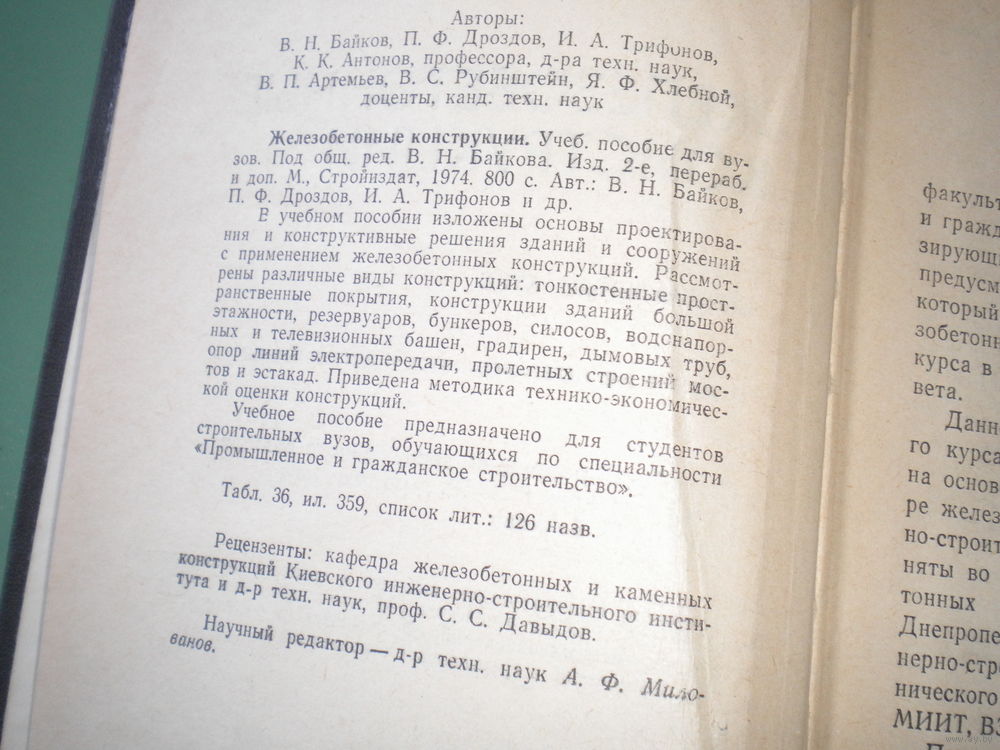 Авторы:
В. Н. Байков, П. Ф. Дроздов, И. А. Трифонов,
К. К. Антонов, профессора, д-ра техн. наук,
В. П. Артемьев, В. С. Рубинштейн, Я. Ф. Хлебной,
доценты, канд. техн. наук
Железобетонные конструкции. Учеб. пособие для ву-
зов. Под общ. ред. В. Н. Байкова. Изд. 2-е, перераб.
и доп. М., Стройиздат, 1974. 800 с. Авт.: В. Н. Байков,
П. Ф. Дроздов, И. А. Трифонов и др.
В учебном пособии изложены основы проектирова-
ния и конструктивные решения зданий и сооружений
с применением железобетонных конструкций. Рассмот-
рены различные виды конструкций: тонкостенные прост-
ранственные покрытия, конструкции зданий большой
этажности, резервуаров, бункеров, силосов, водонапор-
ных и телевизионных башен, градирен, дымовых труб,
опор линий электропередачи, пролетных строений мос-
тов и эстакад. Приведена методика технико-экономичес-
кой оценки конструкций.
Учебное пособие предназначено для студентов
строительных вузов, обучающихся по специальности
«Промышленное и гражданское строительство».
Табл. 36, ил. 359, список лит.: 126 назв.
Рецензенты: кафедра железобетонных и каменных
конструкций Киевского инженерно-строительного инсти-
тута и д-р техн. наук, проф. С. С. Давыдов.
Научный редактор — д-р техн. наук А. Ф. Мило-
ванов.
факульт
и гражд
зирующ
предусм
который
зобетонн
курса в
вета.
Данн
го курса
на основ
ре желез
но-строит
няты во
тонных
Днепропе
нерно-стр
нического
МИИТ, ВЗ
www.ay.by